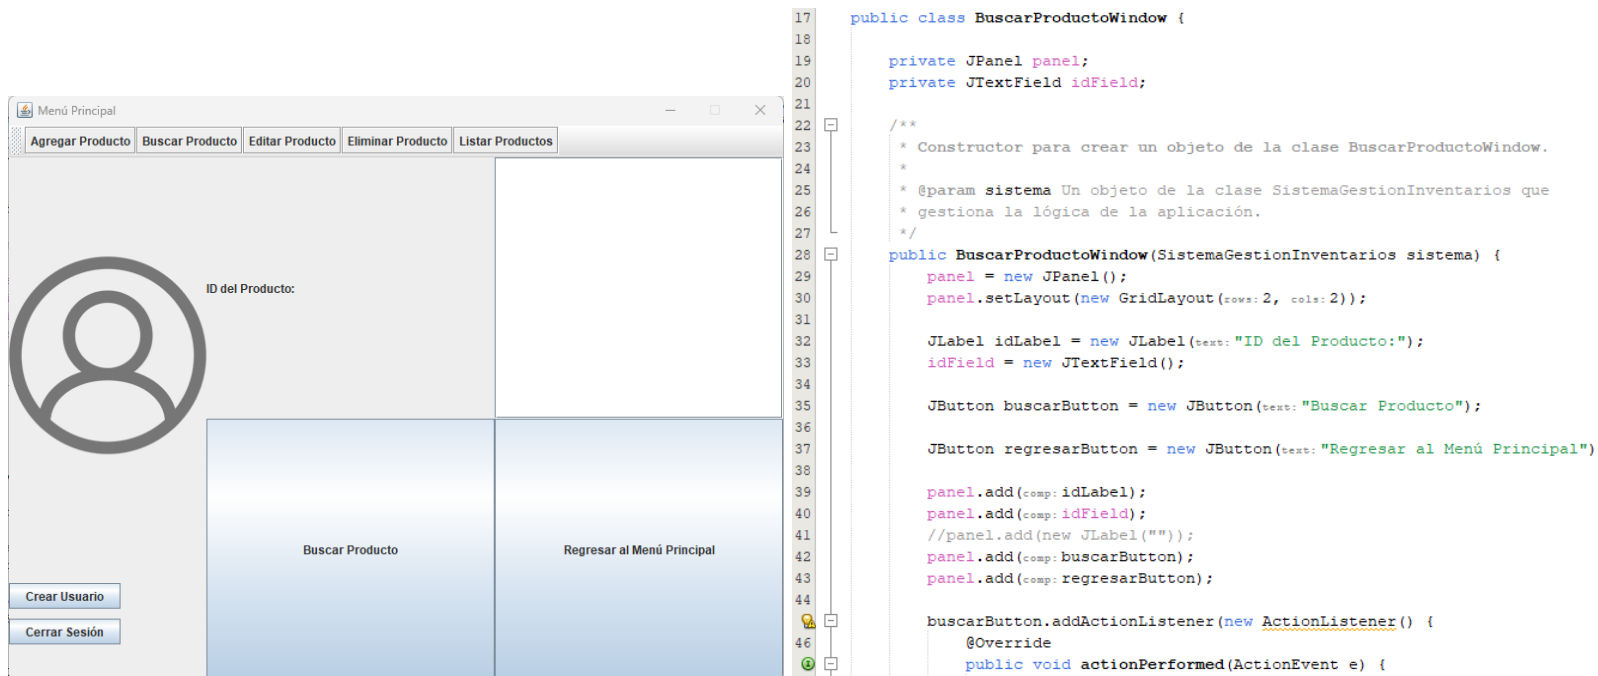 Menú Principal
Agregar Producto Buscar Producto Editar Producto Eliminar Producto Listar Productos
ID del Producto:
Buscar Producto Regresar al Menú Principal
Crear Usuario
Cerrar Sesión
17 public class BuscarProductoWindow {
18
19 private JPanel panel;
20 private JTextField idField;
21
22 /**
23 * Constructor para crear un objeto de la clase BuscarProductoWindow.
24 *
25 * @param sistema Un objeto de la clase SistemaGestionInventarios que
26 * gestiona la lógica de la aplicación.
27 */
28 public BuscarProductoWindow(SistemaGestionInventarios sistema) {
29 panel = new JPanel();
30 panel.setLayout(new GridLayout(rows: 2, cols: 2));
31
32 JLabel idLabel = new JLabel(text: "ID del Producto:");
33 idField = new JTextField();
34
35 JButton buscarButton = new JButton(text: "Buscar Producto");
36
37 JButton regresarButton = new JButton(text: "Regresar al Menú Principal")
38
39 panel.add(comp: idLabel);
40 panel.add(comp: idField);
41 //panel.add(new JLabel(""));
42 panel.add(comp: buscarButton);
43 panel.add(comp: regresarButton);
44
buscarButton.addActionListener(new ActionListener() {
46 @Override
public void actionPerformed(ActionEvent e) {